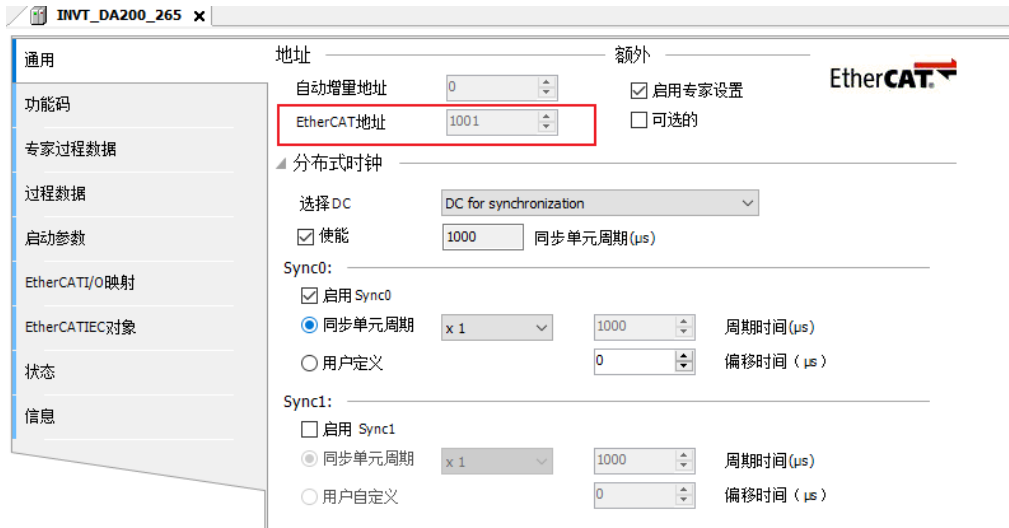 INVT_DA200_265 x
通用
功能码
专家过程数据
过程数据
启动参数
EtherCATI/O映射
EtherCATIEC对象
状态
信息
地址
自动增量地址 0
EtherCAT地址 1001
额外
启用专家设置
可选的
EtherCAT.
分布式时钟
选择DC DC for synchronization
使能 1000 同步单元周期(μs)
Sync0:
启用 Sync0
同步单元周期 x 1 1000 周期时间(μs)
用户定义 0 偏移时间（μs）
Sync1:
启用 Sync1
同步单元周期 x 1 1000 周期时间(μs)
用户自定义 0 偏移时间（μs）